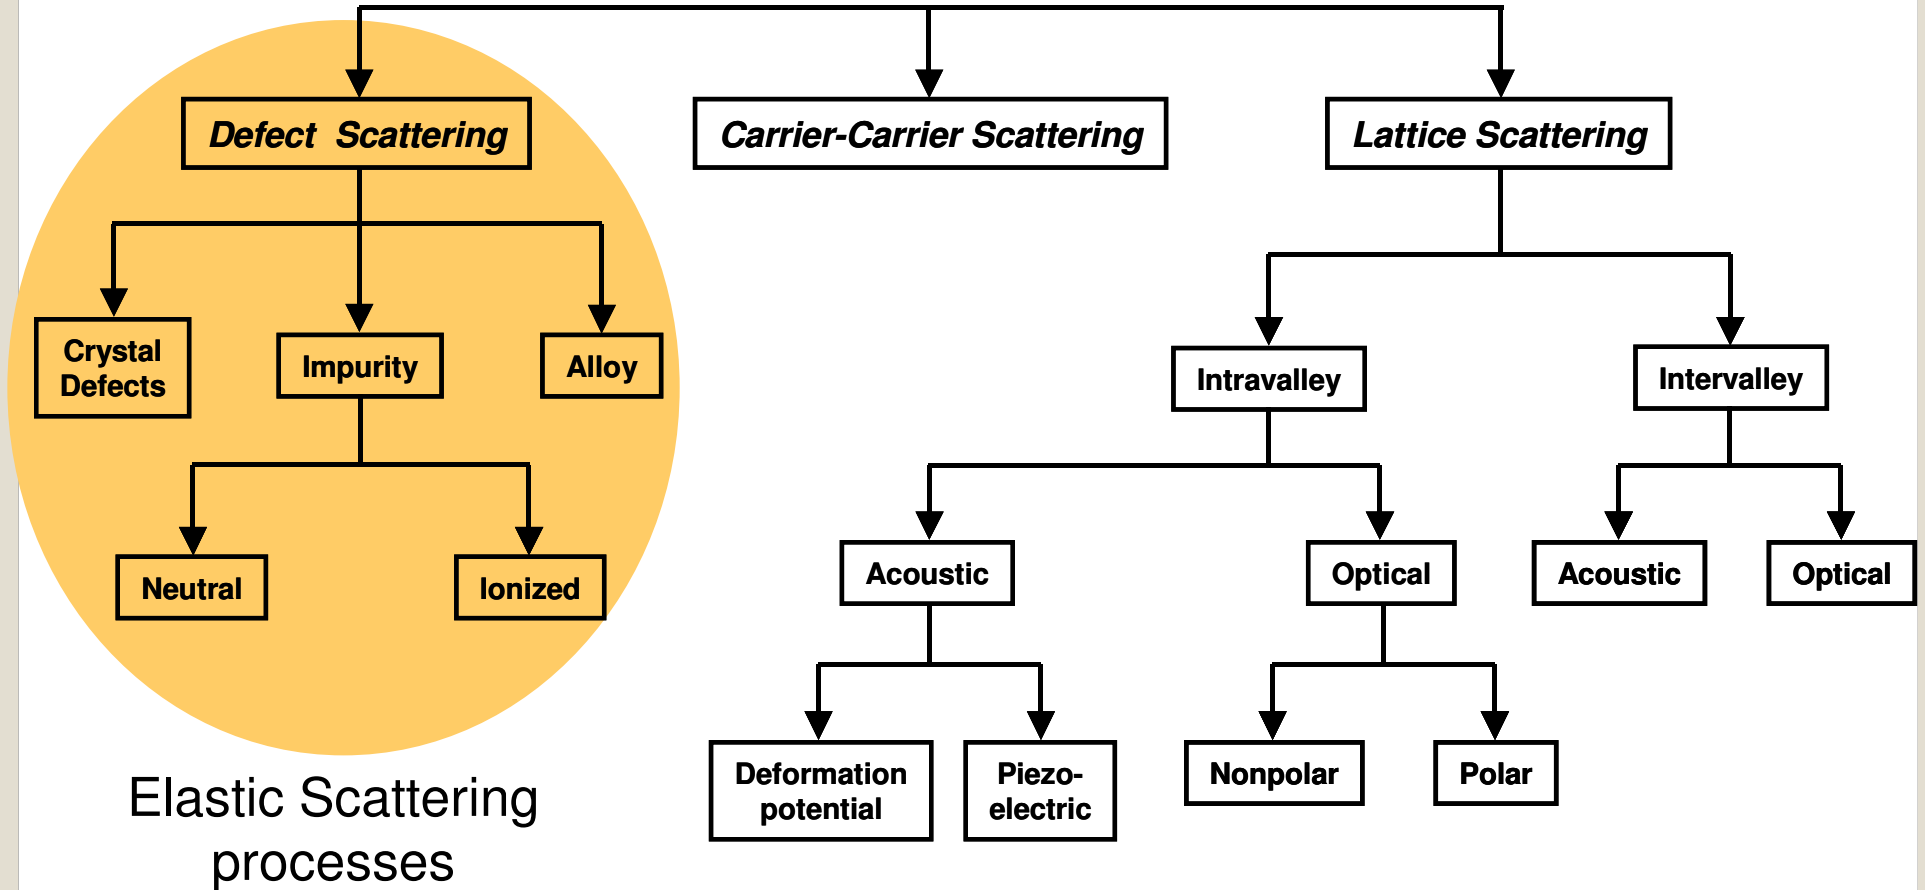 Defect Scattering
Carrier-Carrier Scattering
Lattice Scattering
Crystal
Defects
Impurity
Alloy
Intravalley
Intervalley
Neutral
Ionized
Acoustic
Optical
Acoustic
Optical
Deformation
potential
Piezo-
electric
Nonpolar
Polar
Elastic Scattering
processes